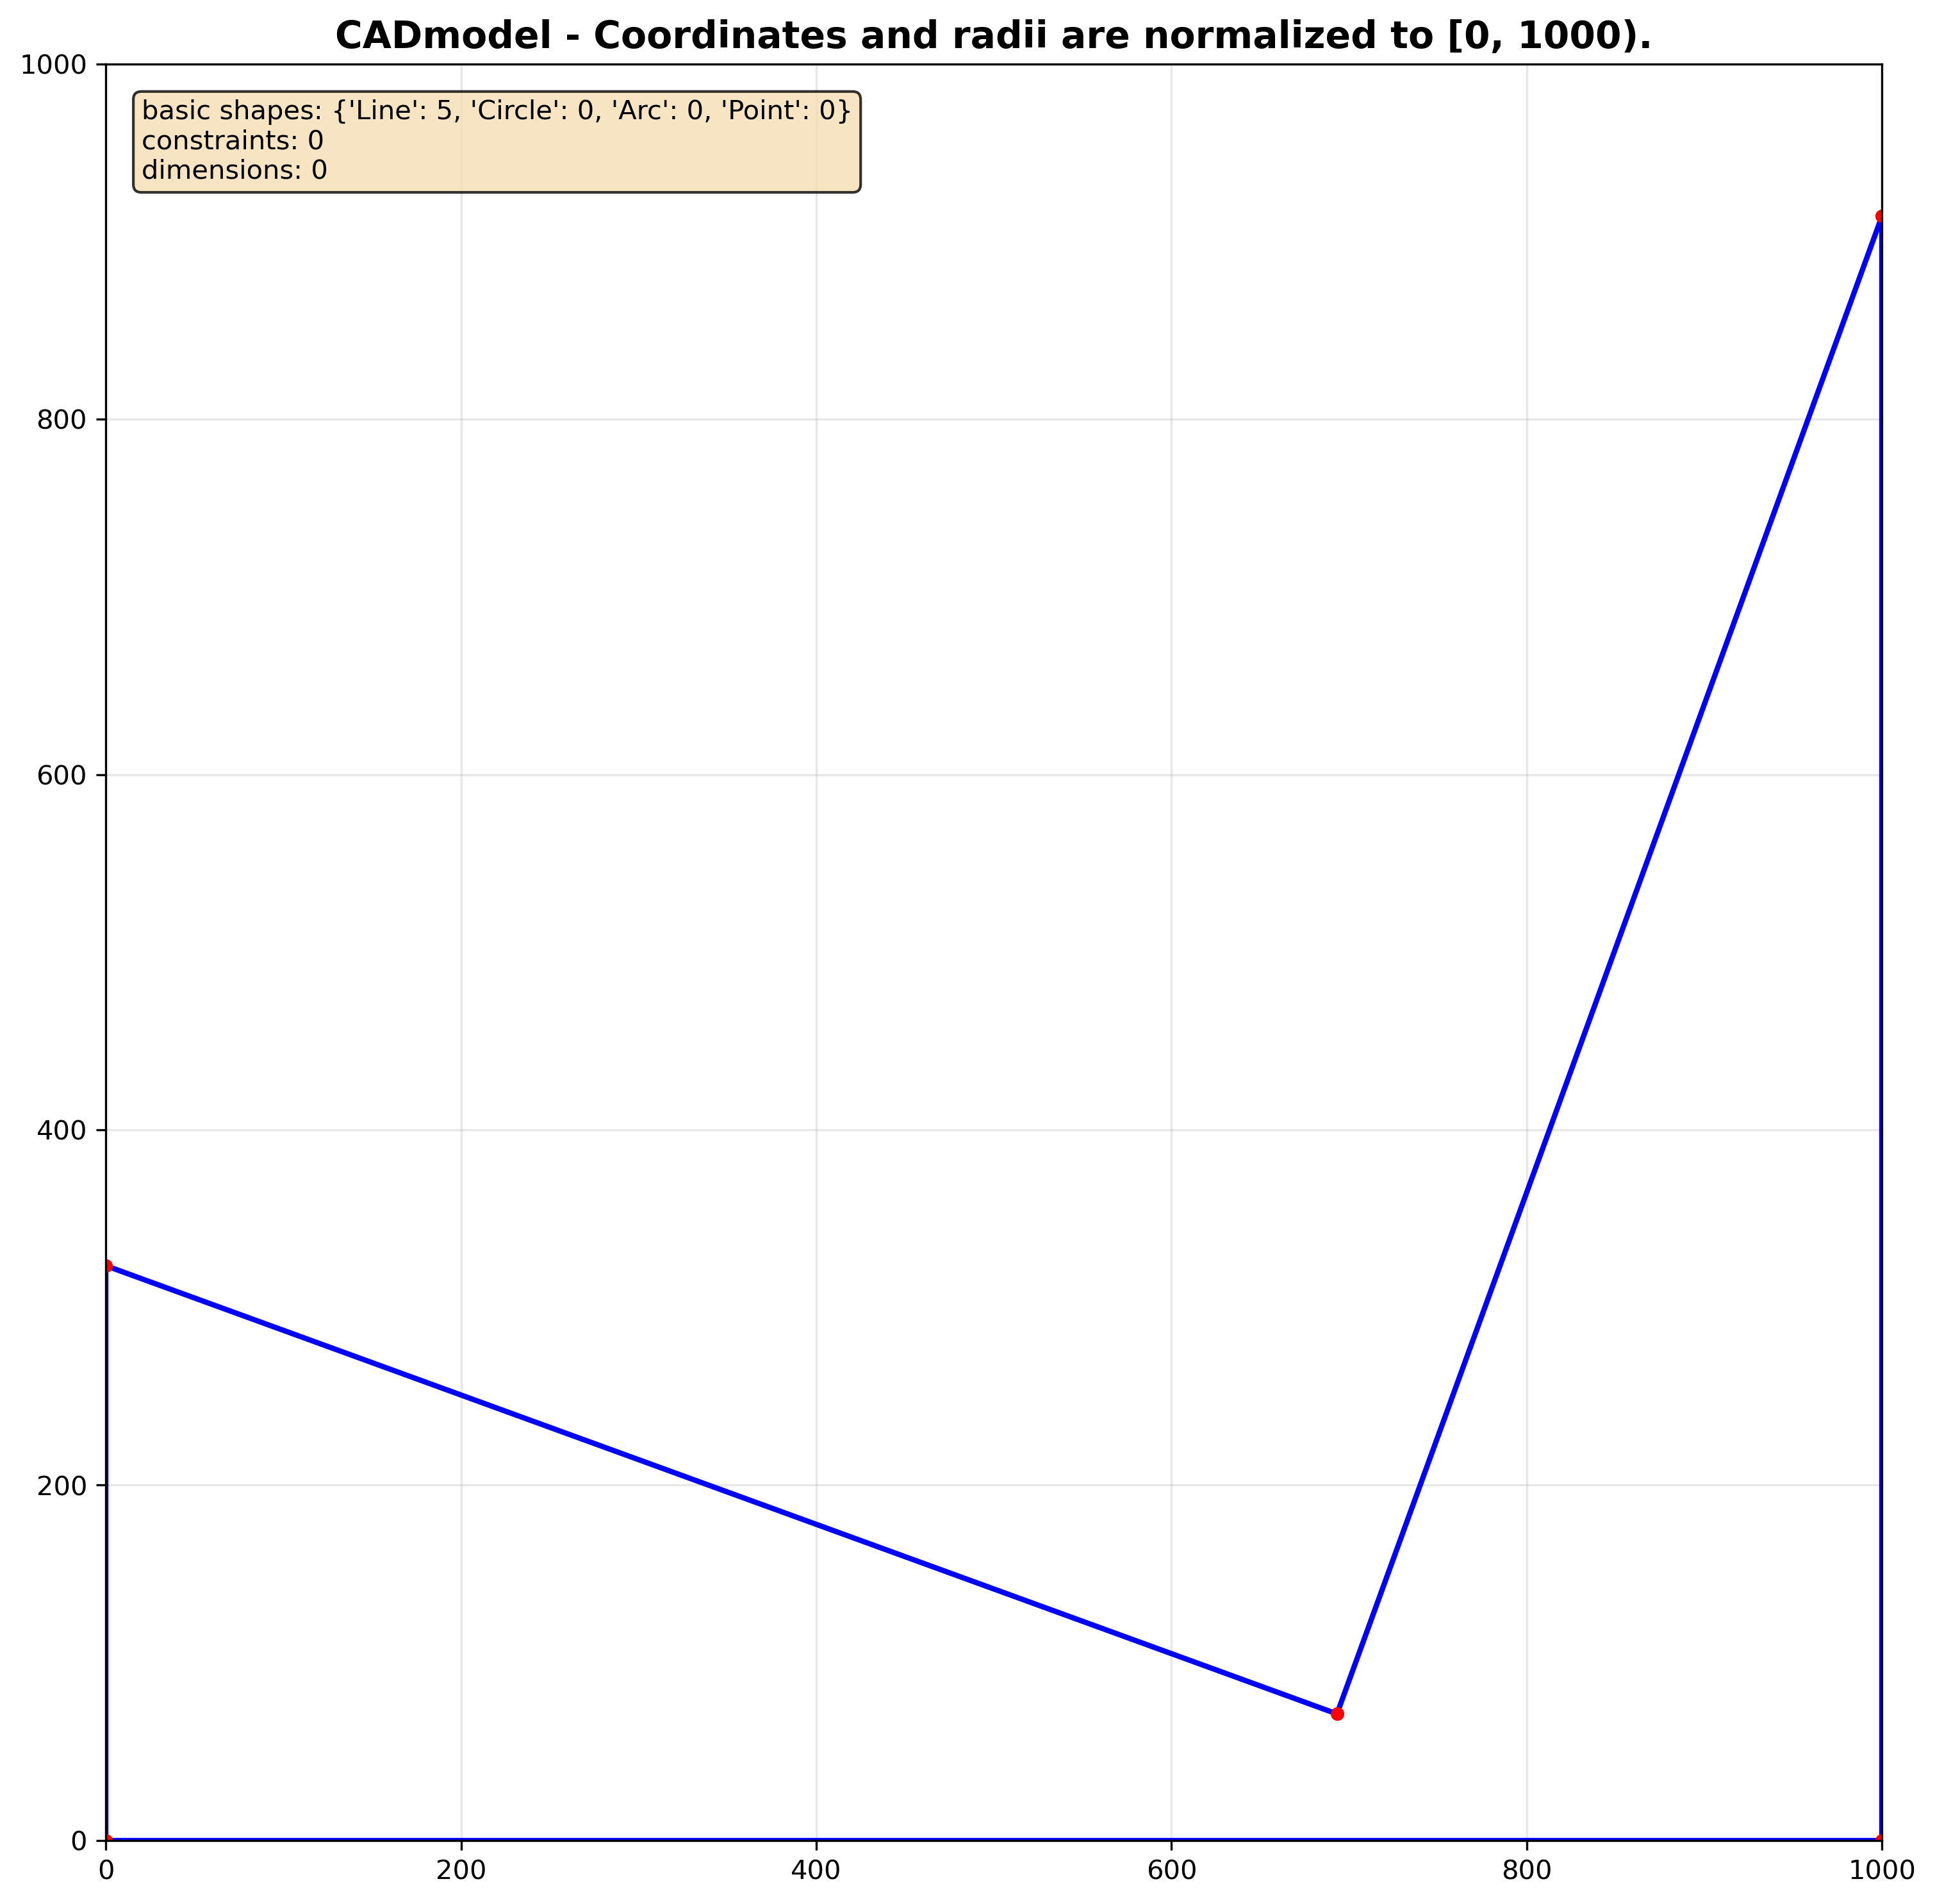 CADmodel - Coordinates and radii are normalized to [0, 1000).
basic shapes: {'Line': 5, 'Circle': 0, 'Arc': 0, 'Point': 0}
constraints: 0
dimensions: 0
1000
800
600
400
200
0
0 200 400 600 800 1000